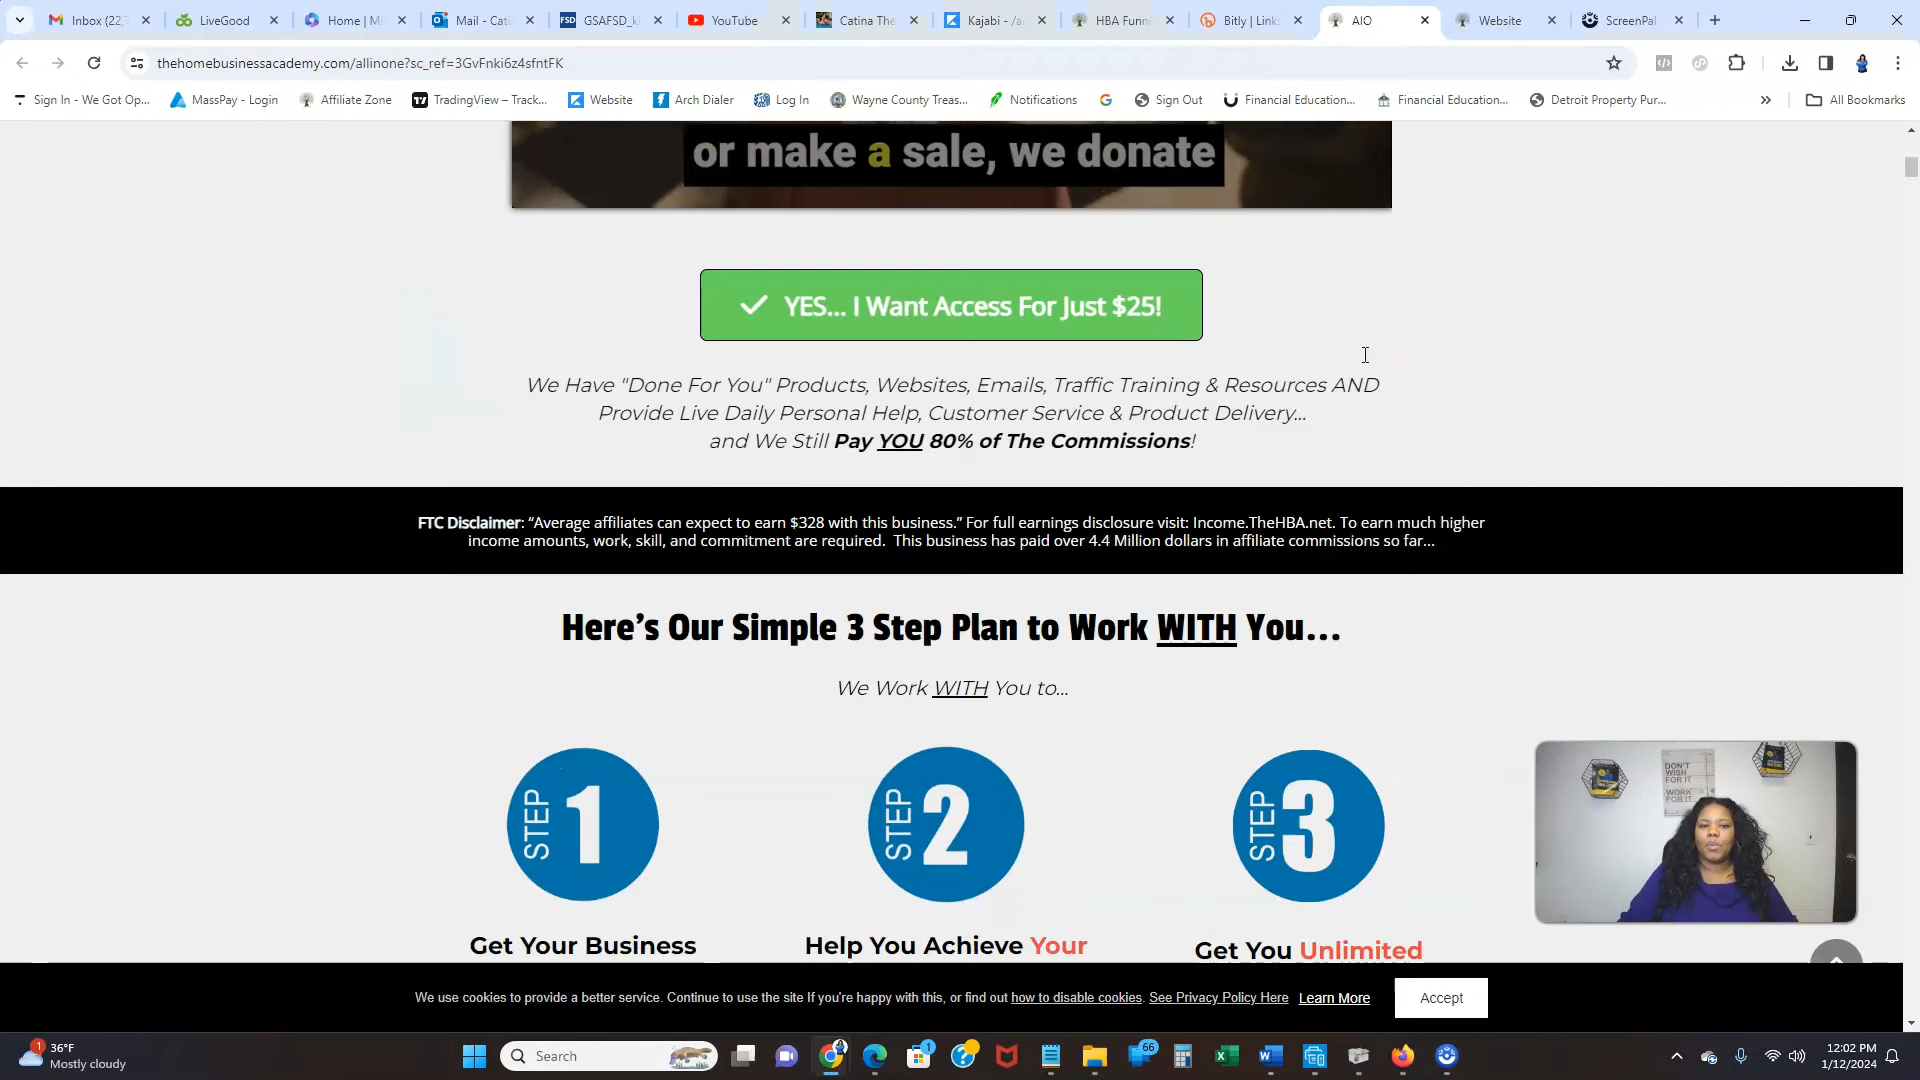 Inbox (22,
LiveGood
Home | Mi
Mail - Cati
GSAFSD_k
YouTube
Catina The
Kajabi - /a
HBA Funne
Bitly | Link
AIO
Website
ScreenPal
thehomebusinessacademy.com/allinone?sc_ref=3GvFnki6z4sfntFK
Sign In - We Got Op...
MassPay - Login
Affiliate Zone
TradingView – Track...
Website
Arch Dialer
Log In
Wayne County Treas...
Notifications
Sign Out
Financial Education...
Financial Education...
Detroit Property Pur...
All Bookmarks
or make a sale, we donate
YES... I Want Access For Just $25!
We Have "Done For You" Products, Websites, Emails, Traffic Training & Resources AND
Provide Live Daily Personal Help, Customer Service & Product Delivery...
and We Still Pay YOU 80% of The Commissions!
FTC Disclaimer: “Average affiliates can expect to earn $328 with this business.” For full earnings disclosure visit: Income.TheHBA.net. To earn much higher
income amounts, work, skill, and commitment are required. This business has paid over 4.4 Million dollars in affiliate commissions so far...
Here’s Our Simple 3 Step Plan to Work WITH You...
We Work WITH You to...
STEP 1
STEP 2
STEP 3
DON'T
WISH
FOR IT
WORK
FOR IT
Get Your Business
Help You Achieve Your
Get You Unlimited
We use cookies to provide a better service. Continue to use the site If you're happy with this, or find out how to disable cookies. See Privacy Policy Here
Learn More
Accept
1
36°F
Mostly cloudy
Search
1
66
12:02 PM
1/12/2024